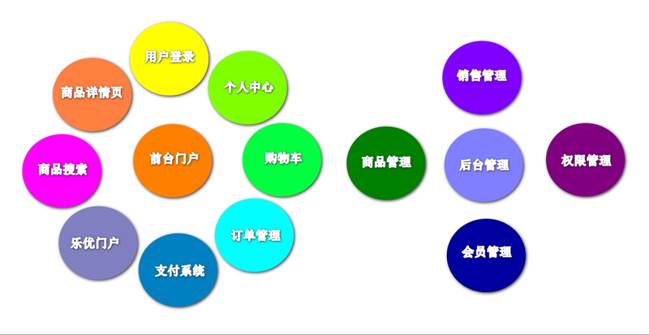 用户登录
个人中心
商品详情页
前台门户
购物车
商品搜索
订单管理
乐优门户
支付系统
销售管理
商品管理
后台管理
权限管理
会员管理